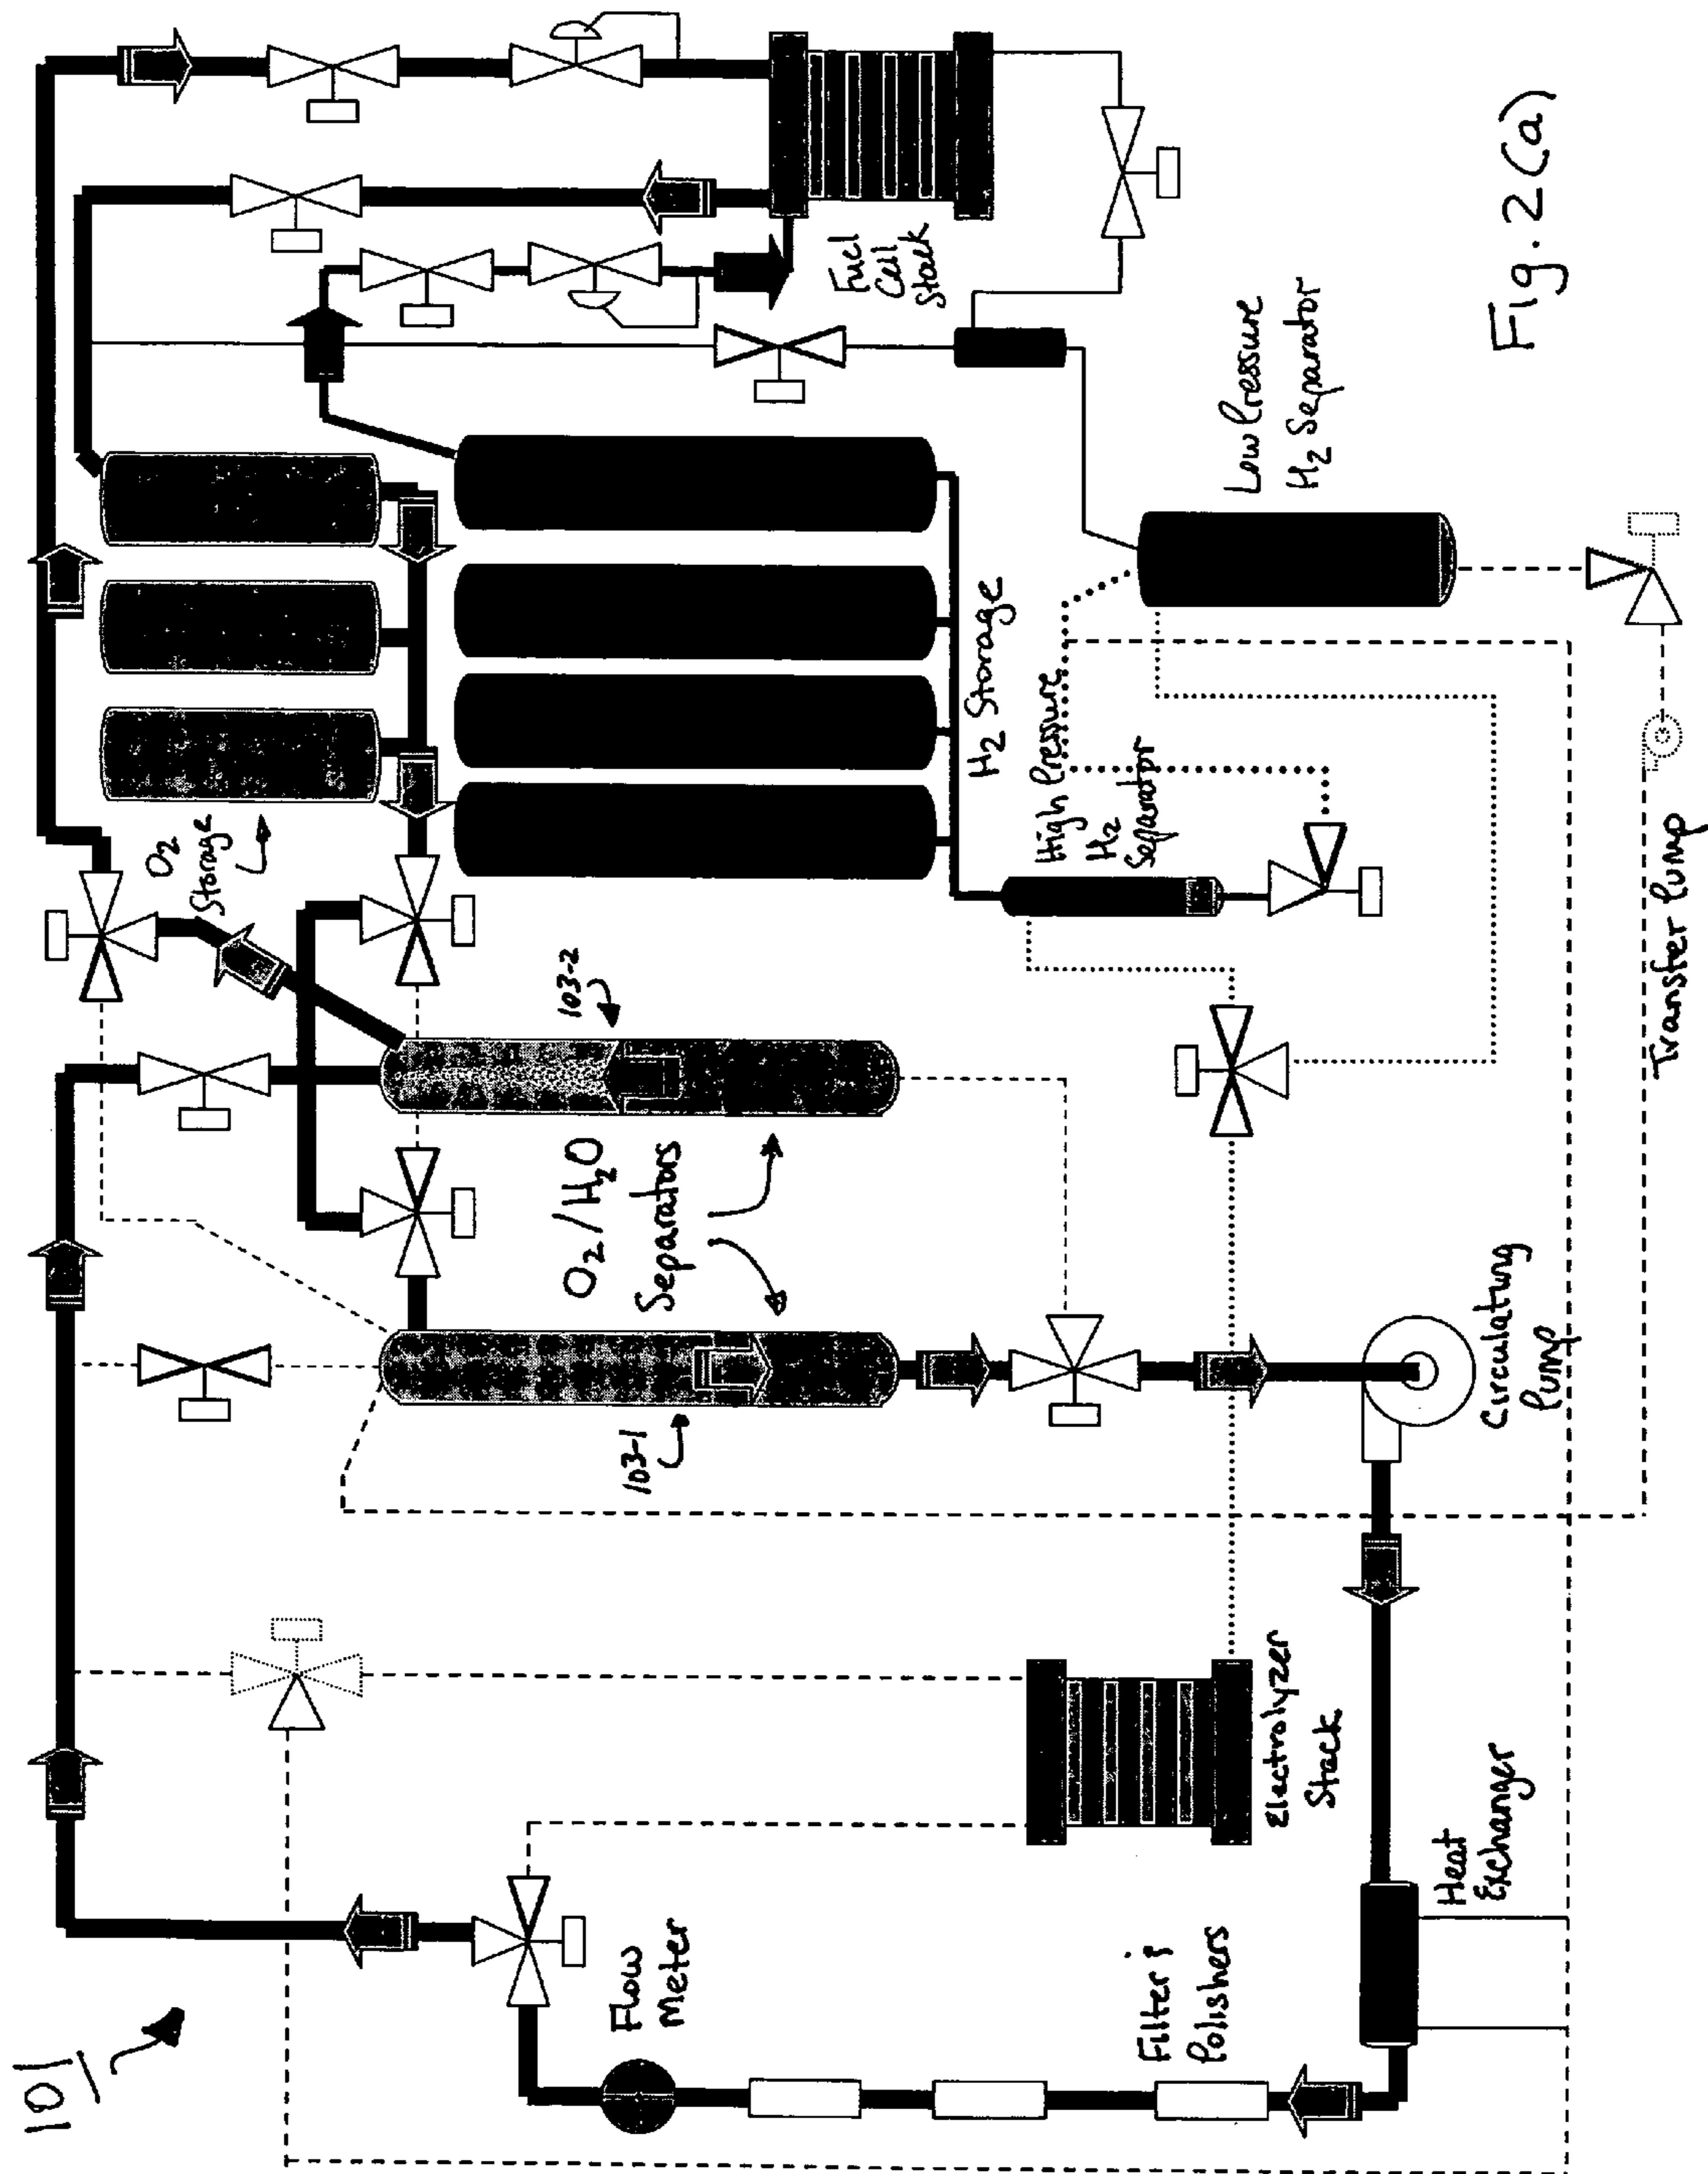 101
O₂
Storage
103-2
O₂/H₂O
Separators
103-1
Flow
Meter
Fuel
Cell
Stack
H₂ Storage
High Pressure
H₂
Separator
Filter ;
Polishers
Low Pressure
H₂ Separator
Electrolyzer
Stack
Heat
Exchanger
Circulating
Pump
Fig. 2(a)
Transfer Pump